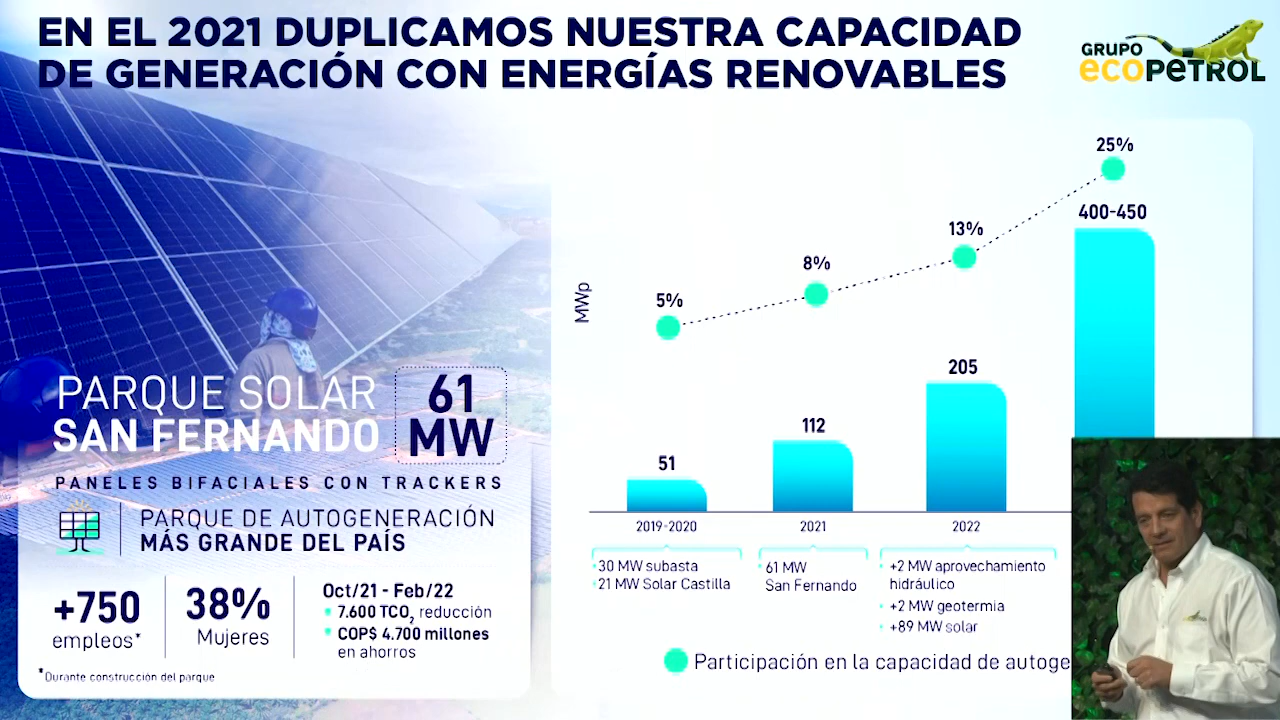 EN EL 2021 DUPLICAMOS NUESTRA CAPACIDAD
DE GENERACIÓN CON ENERGÍAS RENOVABLES
GRUPO
ecopetrol
PARQUE SOLAR
SAN FERNANDO
61
MW
PANELES BIFACIALES CON TRACKERS
PARQUE DE AUTOGENERACIÓN
MÁS GRANDE DEL PAÍS
+750
empleos*
38%
Mujeres
Oct/21 - Feb/22
7.600 TCO₂ reducción
COP$ 4.700 millones
en ahorros
*Durante construcción del parque
MWp
5%
8%
13%
25%
51
112
205
400-450
2019-2020
2021
2022
30 MW subasta
21 MW Solar Castilla
61 MW
San Fernando
+2 MW aprovechamiento
hidráulico
+2 MW geotermia
+89 MW solar
Participación en la capacidad de autoge